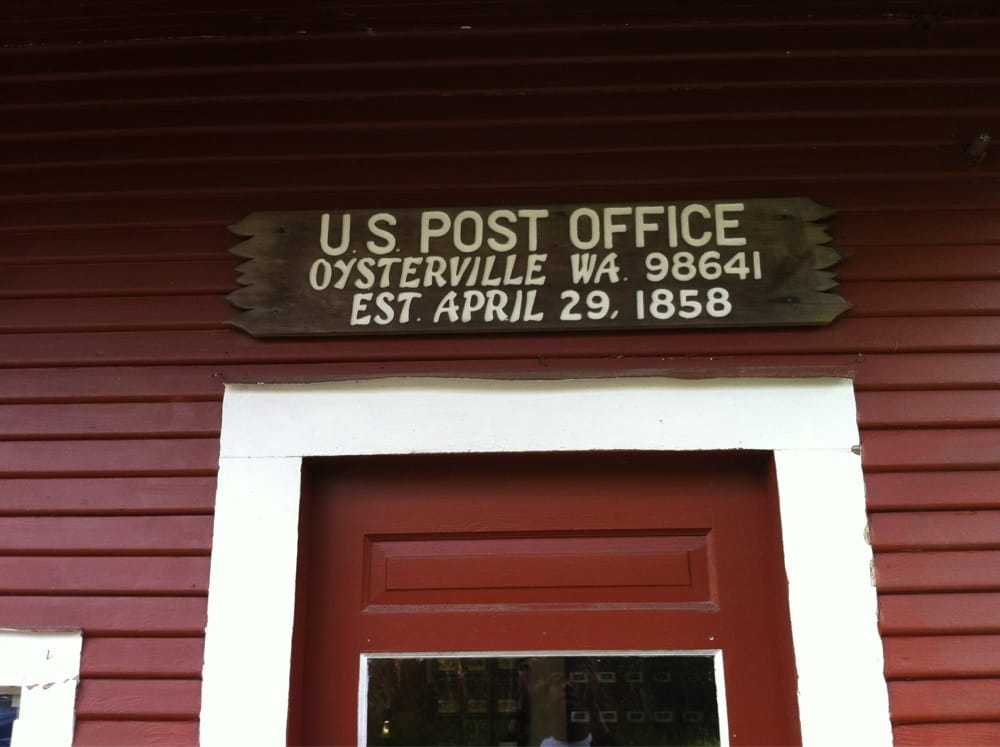 U.S. POST OFFICE
OYSTERVILLE WA. 98641
EST. APRIL 29, 1858